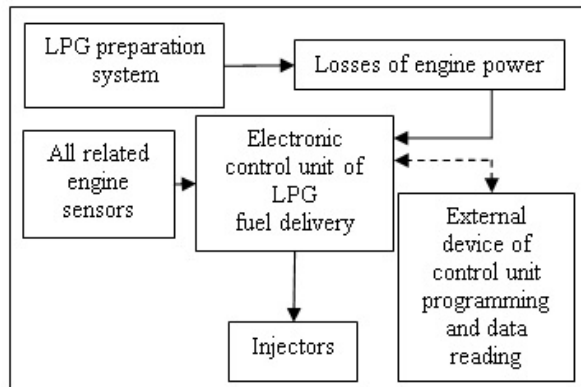 LPG preparation
system
Losses of engine power
All related
engine
sensors
Electronic
control unit of
LPG
fuel delivery
External
device of
control unit
programming
and data
reading
Injectors